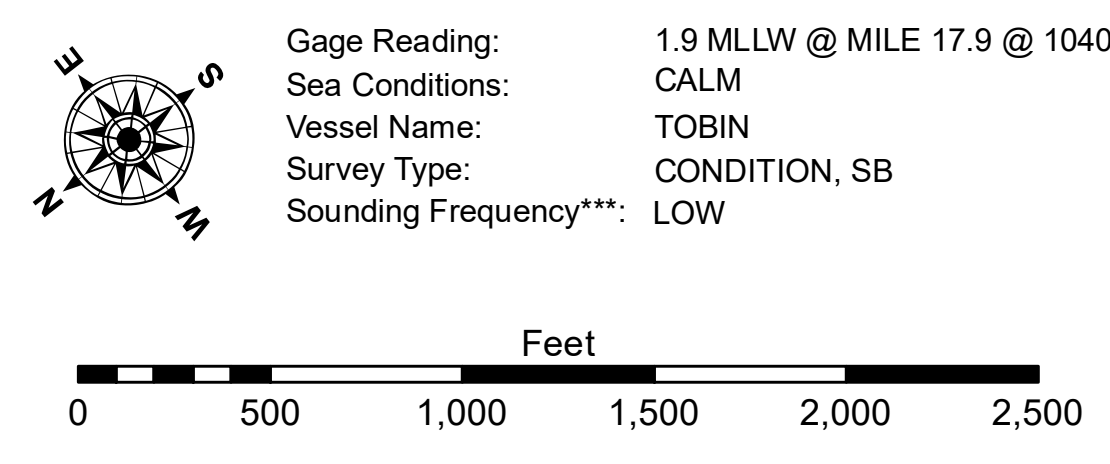 E
S
N
W
Gage Reading: 1.9 MLLW @ MILE 17.9 @ 1040
Sea Conditions: CALM
Vessel Name: TOBIN
Survey Type: CONDITION, SB
Sounding Frequency***: LOW
Feet
0 500 1,000 1,500 2,000 2,500